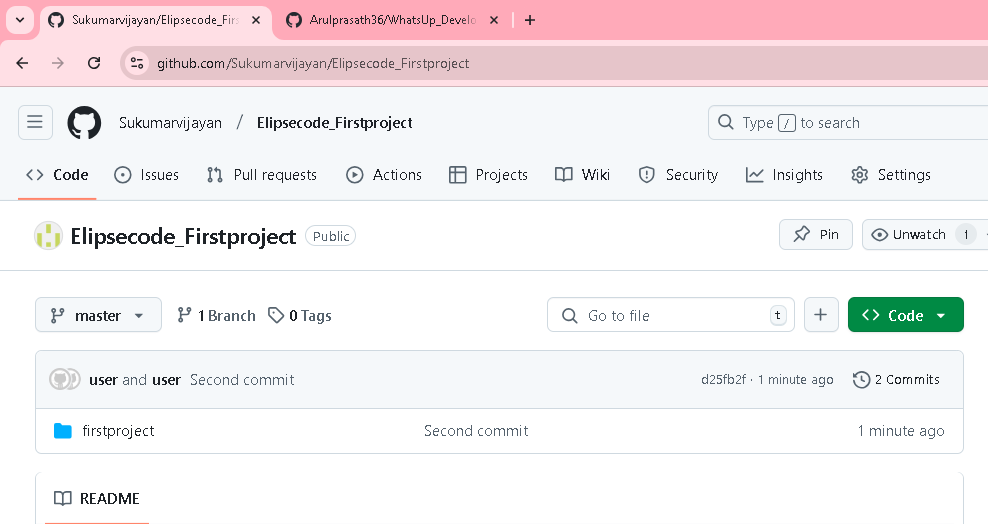 Sukumarvijayan/Elipsecode_Firs
Arulprasath36/WhatsUp_Develo
github.com/Sukumarvijayan/Elipsecode_Firstproject
Sukumarvijayan / Elipsecode_Firstproject
Type / to search
Code Issues Pull requests Actions Projects Wiki Security Insights Settings
Elipsecode_Firstproject Public
Pin Unwatch 1
master 1 Branch 0 Tags
Go to file t + Code
user and user Second commit d25fb2f · 1 minute ago 2 Commits
firstproject Second commit 1 minute ago
README